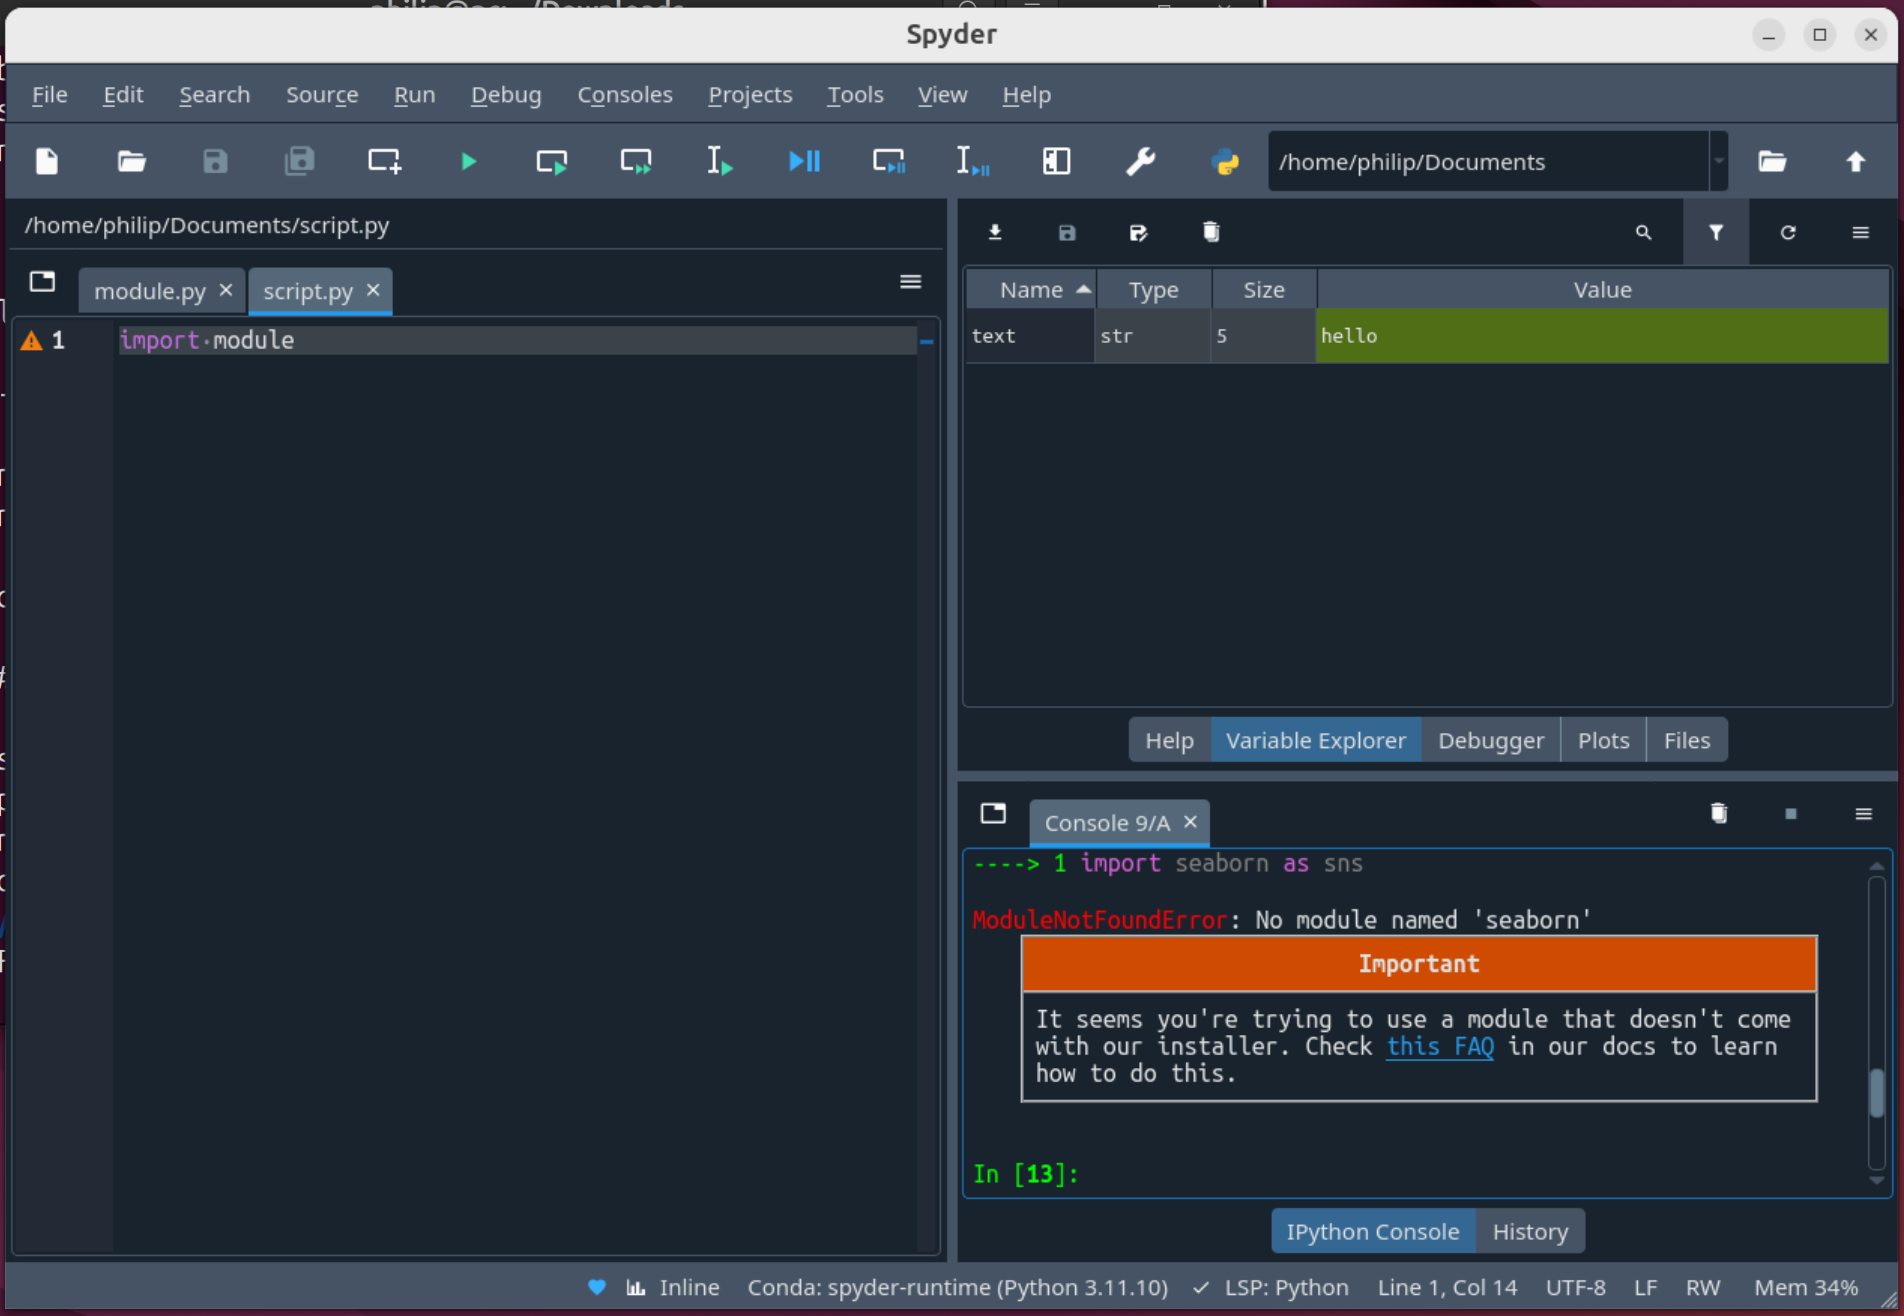 Spyder
File Edit Search Source Run Debug Consoles Projects Tools View Help
/home/philip/Documents
/home/philip/Documents/script.py
module.py
script.py
1 import module
Name Type Size Value
text str 5 hello
Help Variable Explorer Debugger Plots Files
Console 9/A
----> 1 import seaborn as sns
ModuleNotFoundError: No module named 'seaborn'
Important
It seems you're trying to use a module that doesn't come
with our installer. Check this FAQ in our docs to learn
how to do this.
In [13]:
IPython Console History
Inline Conda: spyder-runtime (Python 3.11.10) ✓ LSP: Python Line 1, Col 14 UTF-8 LF RW Mem 34%